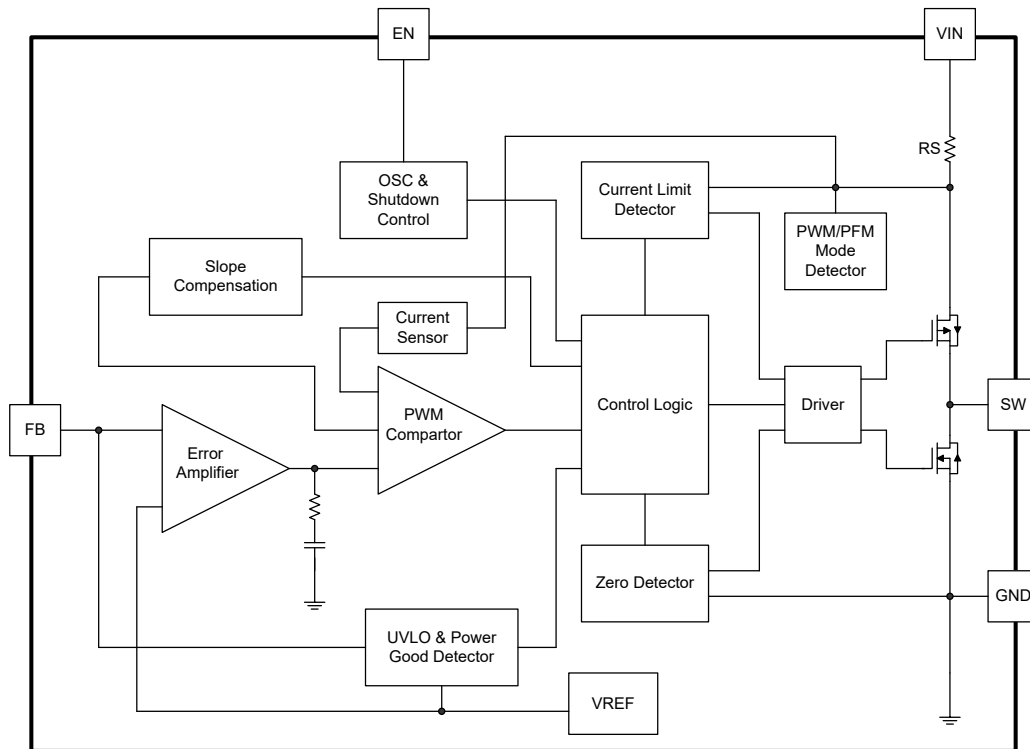 EN
VIN
RS
OSC &
Shutdown
Control
Current Limit
Detector
PWM/PFM
Mode
Detector
Slope
Compensation
Current
Sensor
FB
Error
Amplifier
PWM
Compartor
Control Logic
Driver
SW
Zero Detector
GND
UVLO & Power
Good Detector
VREF